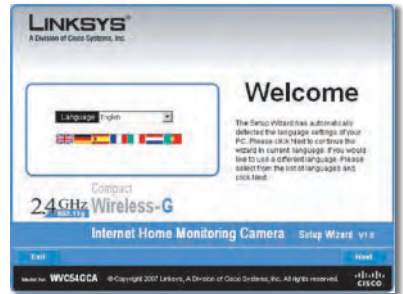 LINKSYS®
A Division of Cisco Systems, Inc.
Welcome
Language English
The Setup Wizard has automatically
detected the language settings of your
PC. Please click Next to continue the
wizard in current language. If you would
like to use a different language. Please
select from the list of languages and
click Next.
Compact
2.4GHz Wireless-G
802.11g
Internet Home Monitoring Camera Setup Wizard V1.0
Exit
Next
Model No. WVC54GCA ©Copyright 2007 Linksys, A Division of Cisco Systems, Inc. All rights reserved.
CISCO